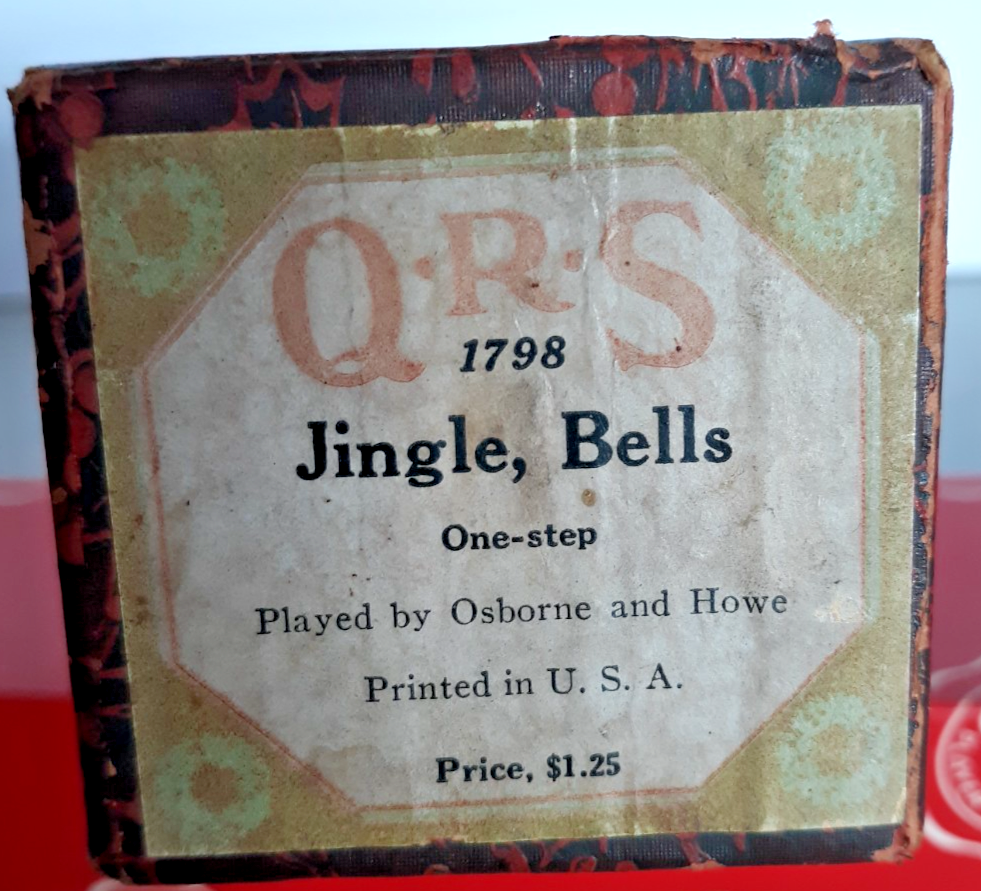 Q·R·S
1798
Jingle, Bells
One-step
Played by Osborne and Howe
Printed in U. S. A.
Price, $1.25